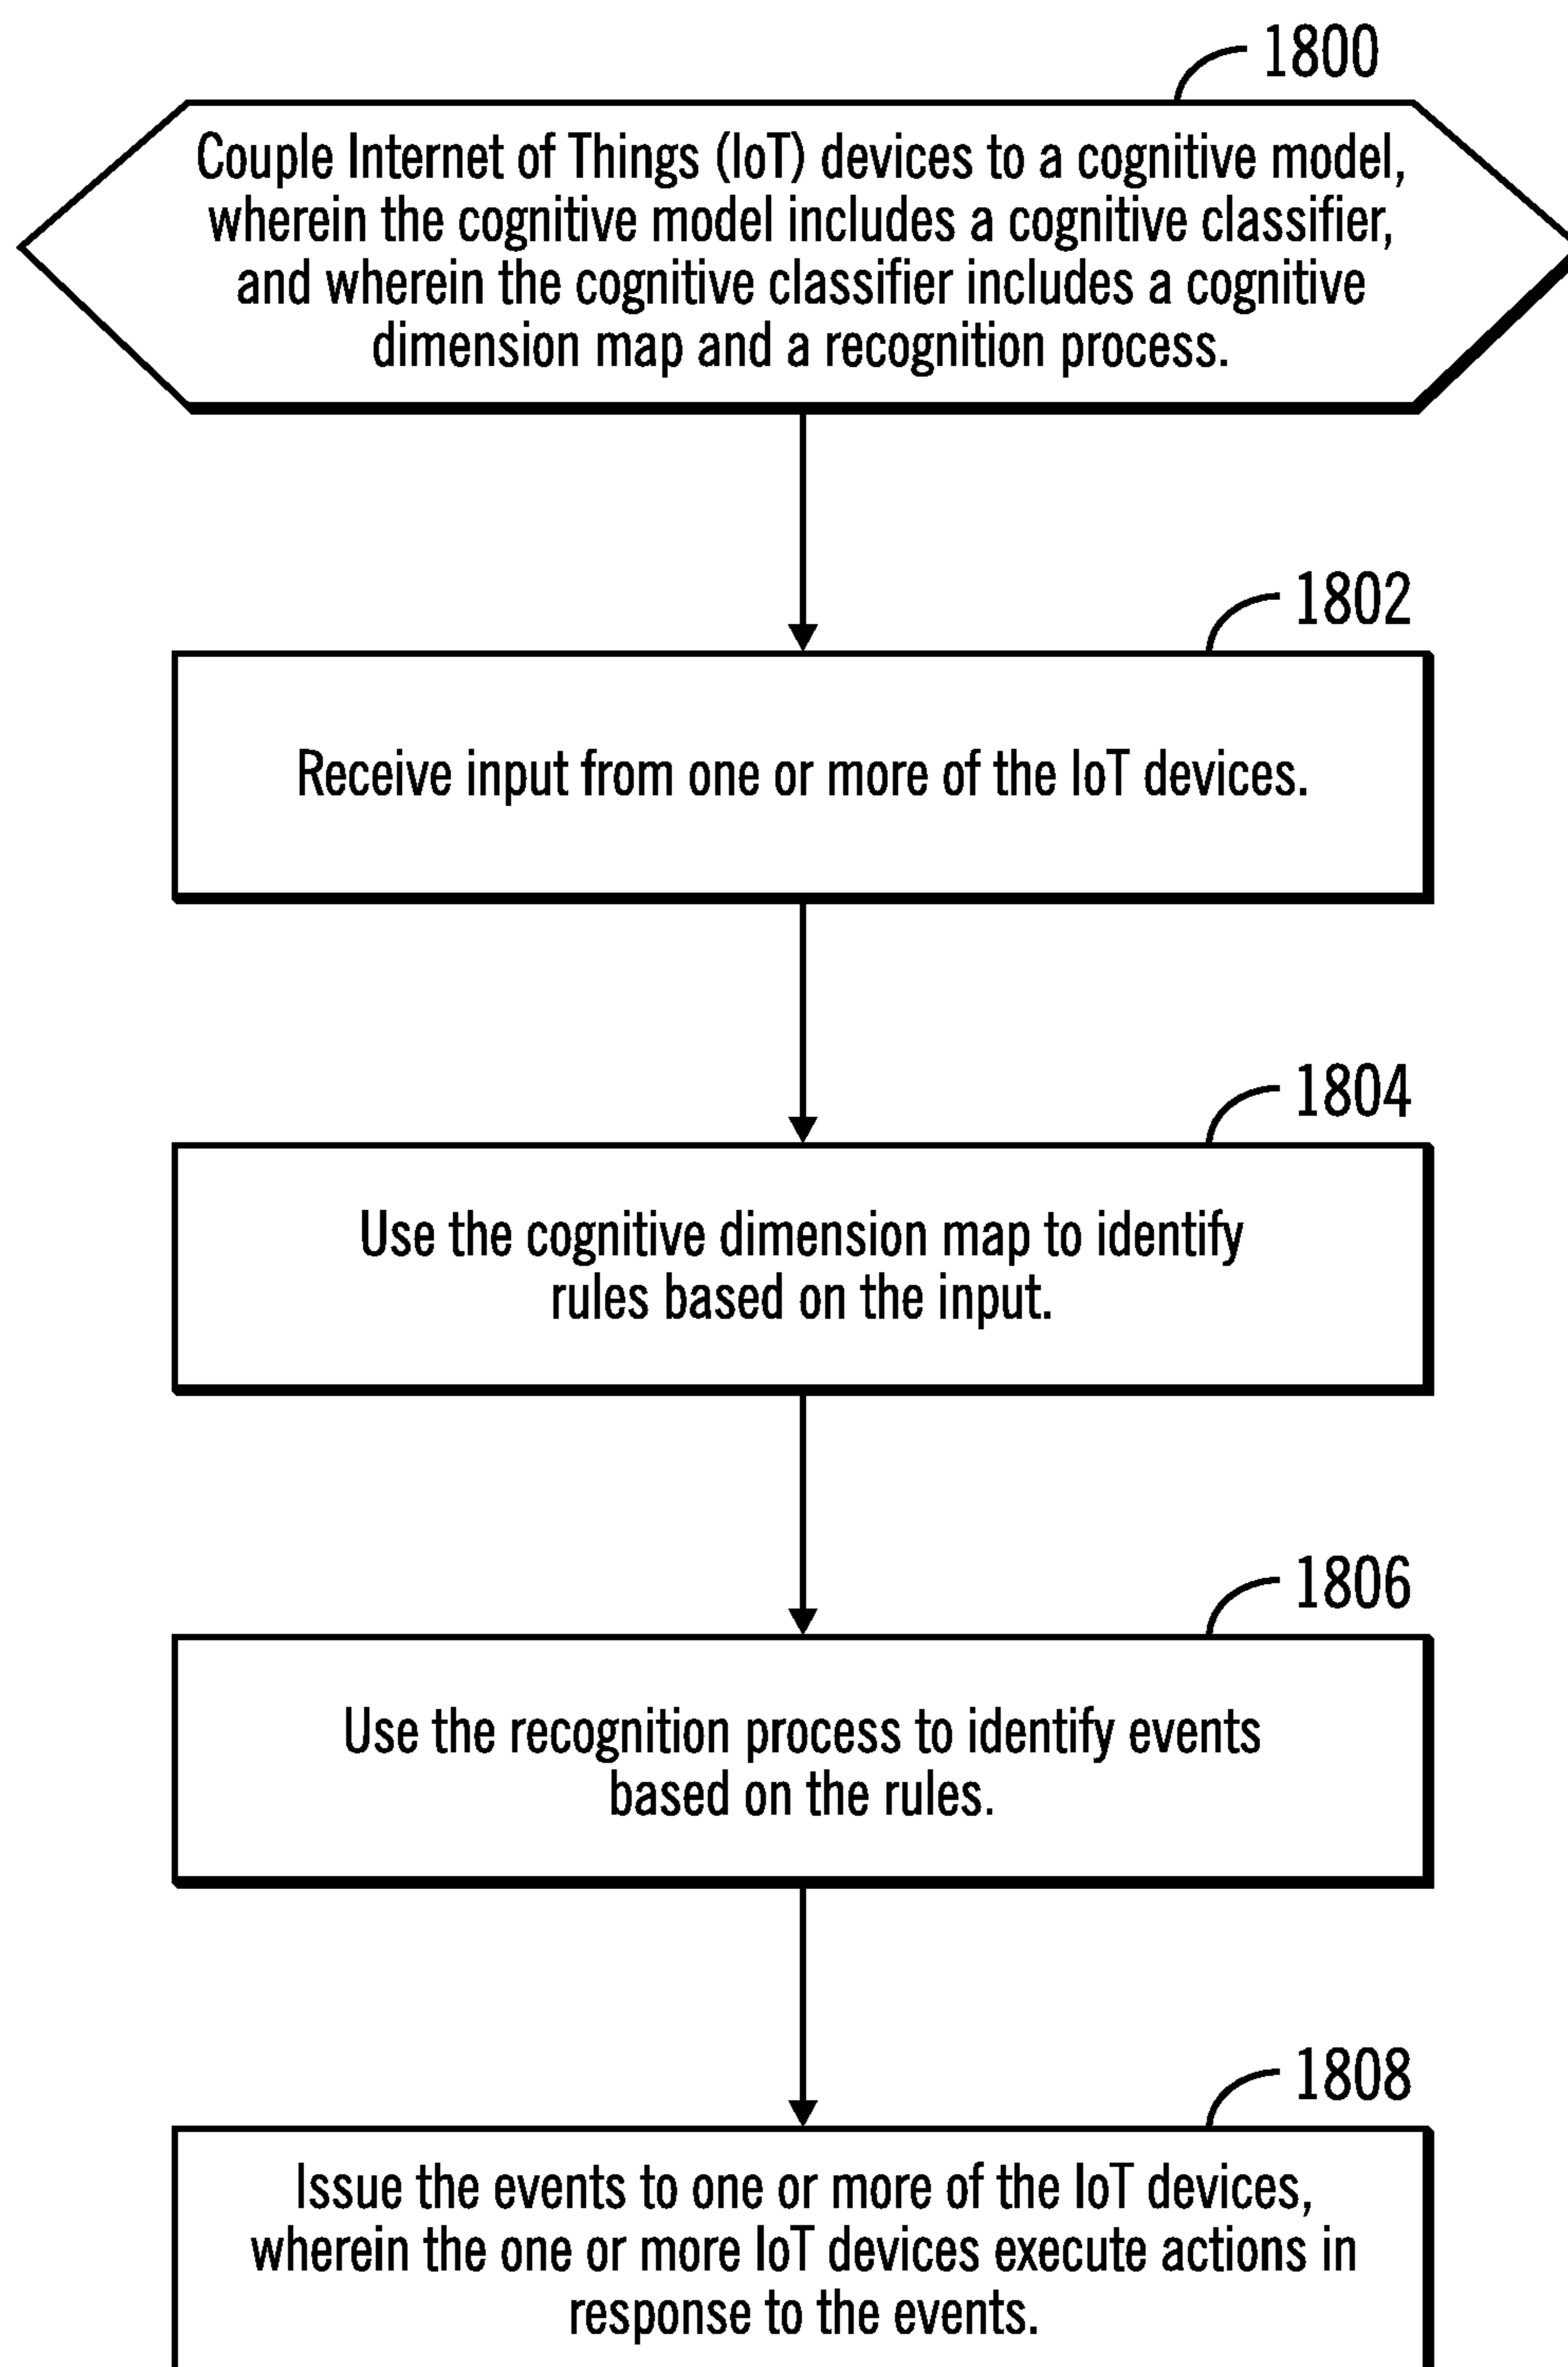 1800
Couple Internet of Things (IoT) devices to a cognitive model,
wherein the cognitive model includes a cognitive classifier,
and wherein the cognitive classifier includes a cognitive
dimension map and a recognition process.
1802
Receive input from one or more of the IoT devices.
1804
Use the cognitive dimension map to identify
rules based on the input.
1806
Use the recognition process to identify events
based on the rules.
1808
Issue the events to one or more of the IoT devices,
wherein the one or more IoT devices execute actions in
response to the events.